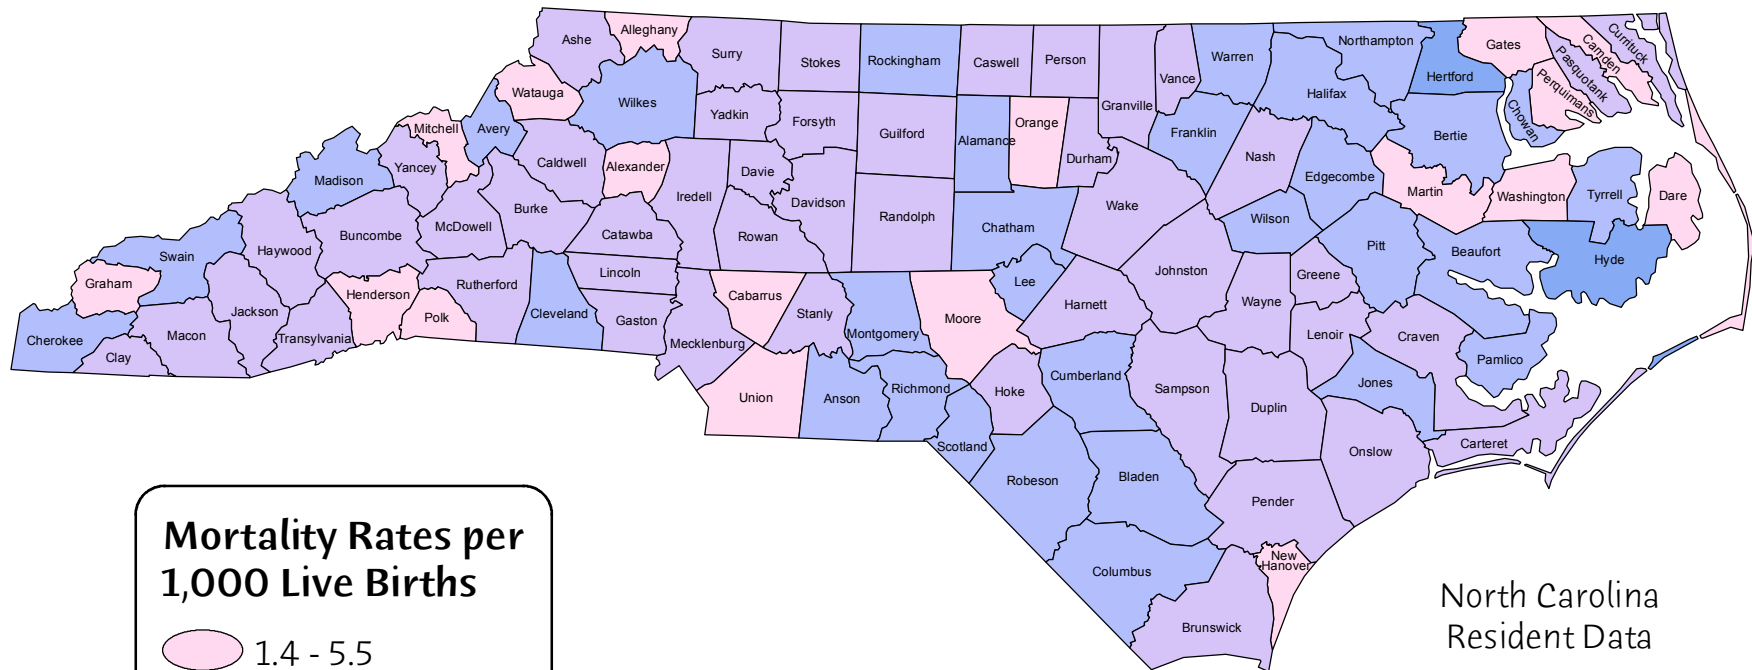 Ashe
Alleghany
Surry
Stokes
Rockingham
Caswell
Person
Granville
Vance
Warren
Northampton
Hertford
Gates
Camden
Currituck
Pasquotank
Perquimans
Chowan
Halifax
Bertie
Franklin
Nash
Edgecombe
Martin
Washington
Tyrrell
Dare
Watauga
Wilkes
Yadkin
Forsyth
Guilford
Alamance
Orange
Durham
Mitchell
Avery
Yancey
Caldwell
Alexander
Iredell
Davie
Davidson
Randolph
Chatham
Wake
Wilson
Pitt
Beaufort
Hyde
Madison
Buncombe
McDowell
Burke
Catawba
Rowan
Swain
Haywood
Graham
Cherokee
Clay
Macon
Jackson
Transylvania
Henderson
Polk
Rutherford
Cleveland
Lincoln
Gaston
Mecklenburg
Cabarrus
Stanly
Montgomery
Moore
Lee
Harnett
Johnston
Wayne
Greene
Lenoir
Craven
Pamlico
Jones
Union
Anson
Richmond
Scotland
Hoke
Cumberland
Sampson
Duplin
Onslow
Carteret
Robeson
Bladen
Pender
New
Hanover
Columbus
Brunswick
Mortality Rates per
1,000 Live Births
1.4 - 5.5
North Carolina
Resident Data